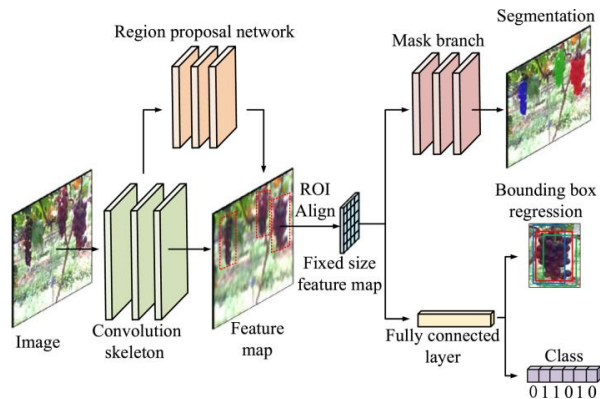 Segmentation
Region proposal network
Mask branch
ROI
Align
Bounding box
regression
Fixed size
feature map
Image
Convolution
skeleton
Feature
map
Fully connected
layer
Class
0 1 1 0 1 0